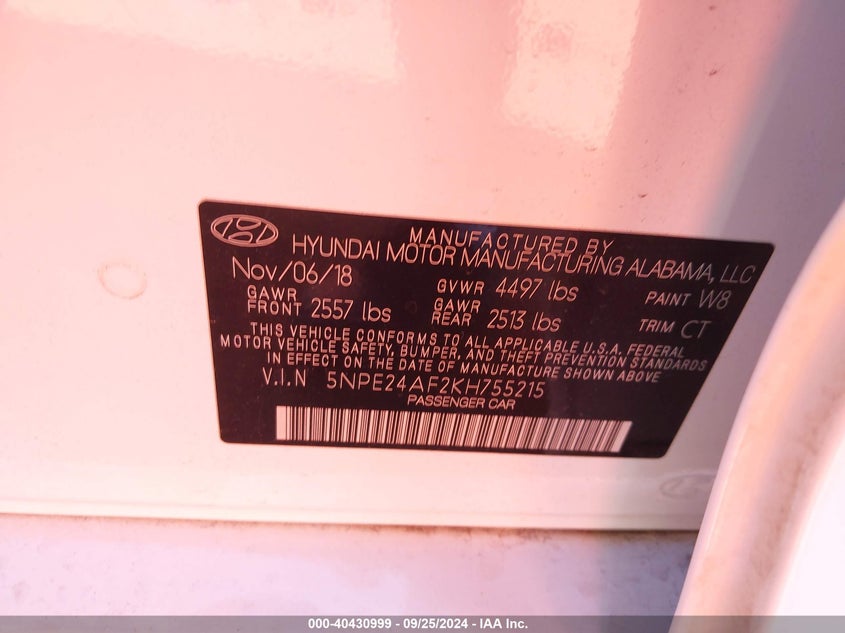 MANUFACTURED BY
HYUNDAI MOTOR MANUFACTURING ALABAMA, LLC
Nov/06/18 GVWR 4497 lbs PAINT W8
GAWR FRONT 2557 lbs GAWR REAR 2513 lbs TRIM CT
THIS VEHICLE CONFORMS TO ALL APPLICABLE U.S.A. FEDERAL
MOTOR VEHICLE SAFETY, BUMPER, AND THEFT PREVENTION STANDARDS
IN EFFECT ON THE DATE OF MANUFACTURE SHOWN ABOVE.
V.I.N 5NPE24AF2KH755215
PASSENGER CAR
000-40430999 - 09/25/2024 - IAA Inc.